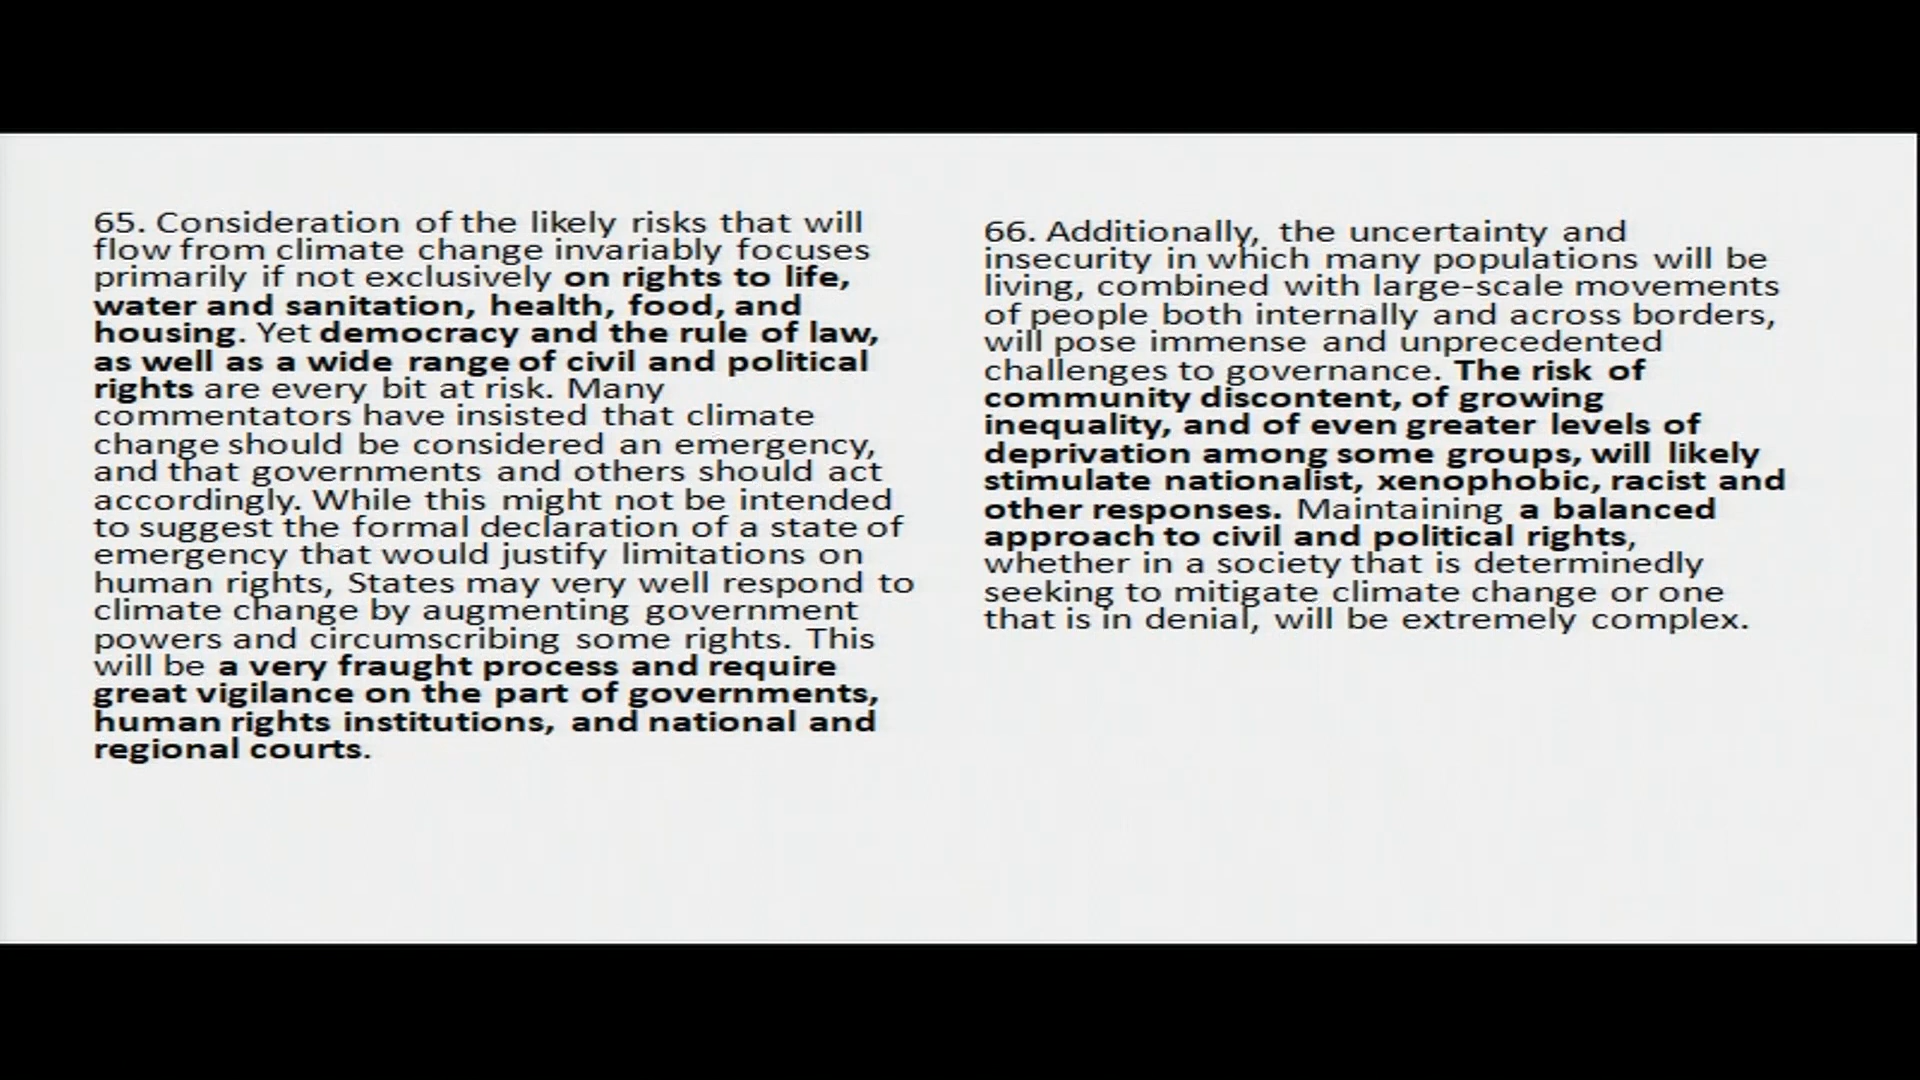 65. Consideration of the likely risks that will
flow from climate change invariably focuses
primarily if not exclusively on rights to life,
water and sanitation, health, food, and
housing. Yet democracy and the rule of law,
as well as a wide range of civil and political
rights are every bit at risk. Many
commentators have insisted that climate
change should be considered an emergency,
and that governments and others should act
accordingly. While this might not be intended
to suggest the formal declaration of a state of
emergency that would justify limitations on
human rights, States may very well respond to
climate change by augmenting government
powers and circumscribing some rights. This
will be a very fraught process and require
great vigilance on the part of governments,
human rights institutions, and national and
regional courts.
66. Additionally, the uncertainty and
insecurity in which many populations will be
living, combined with large-scale movements
of people both internally and across borders,
will pose immense and unprecedented
challenges to governance. The risk of
community discontent, of growing
inequality, and of even greater levels of
deprivation among some groups, will likely
stimulate nationalist, xenophobic, racist and
other responses. Maintaining a balanced
approach to civil and political rights,
whether in a society that is determinedly
seeking to mitigate climate change or one
that is in denial, will be extremely complex.